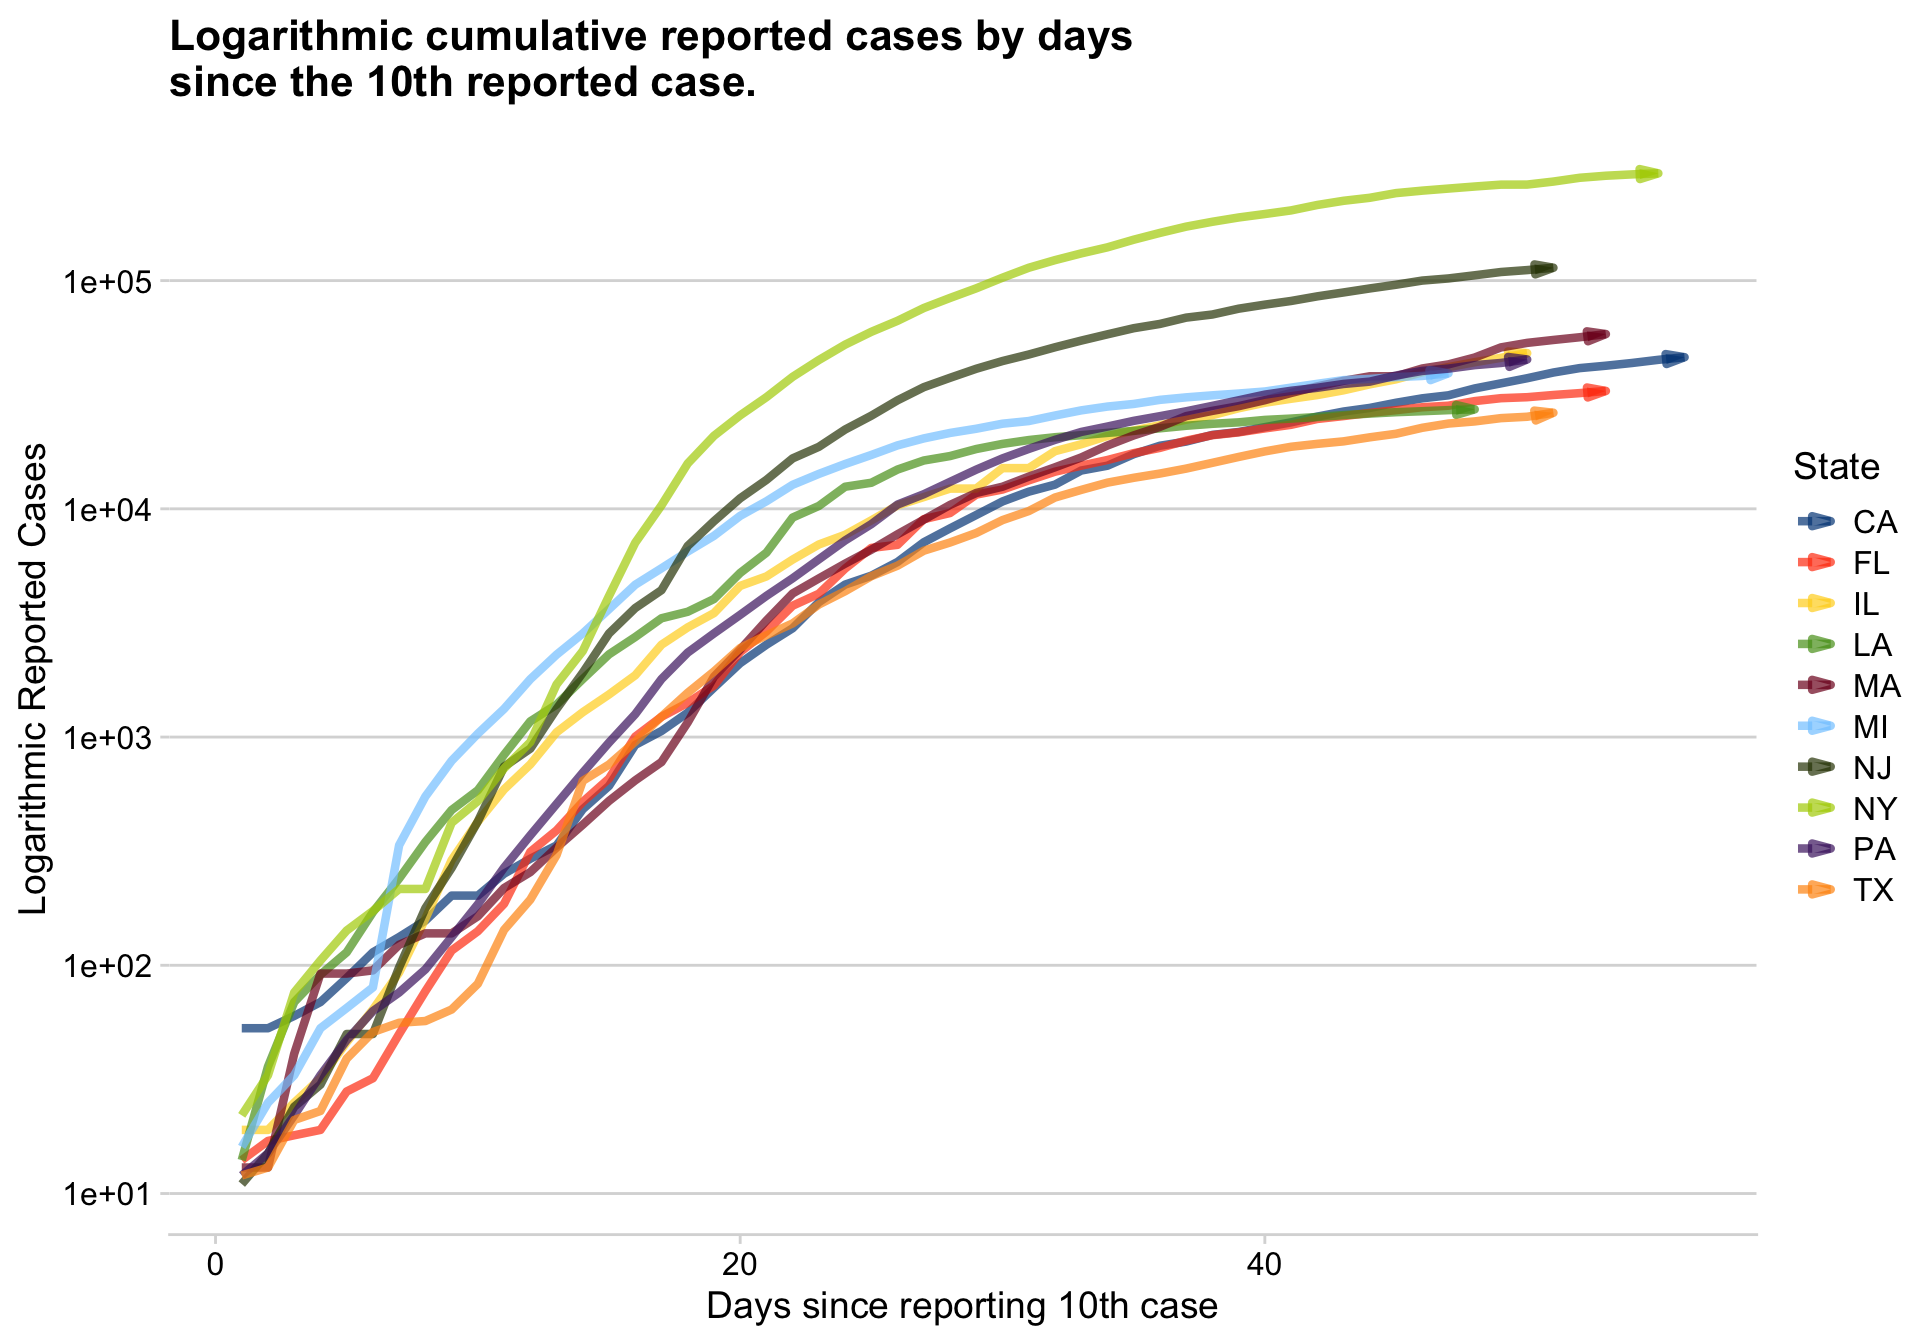 Logarithmic cumulative reported cases by days
since the 10th reported case.
Logarithmic Reported Cases
1e+05
1e+04
1e+03
1e+02
1e+01
0
20
40
Days since reporting 10th case
State
CA
FL
IL
LA
MA
MI
NJ
NY
PA
TX